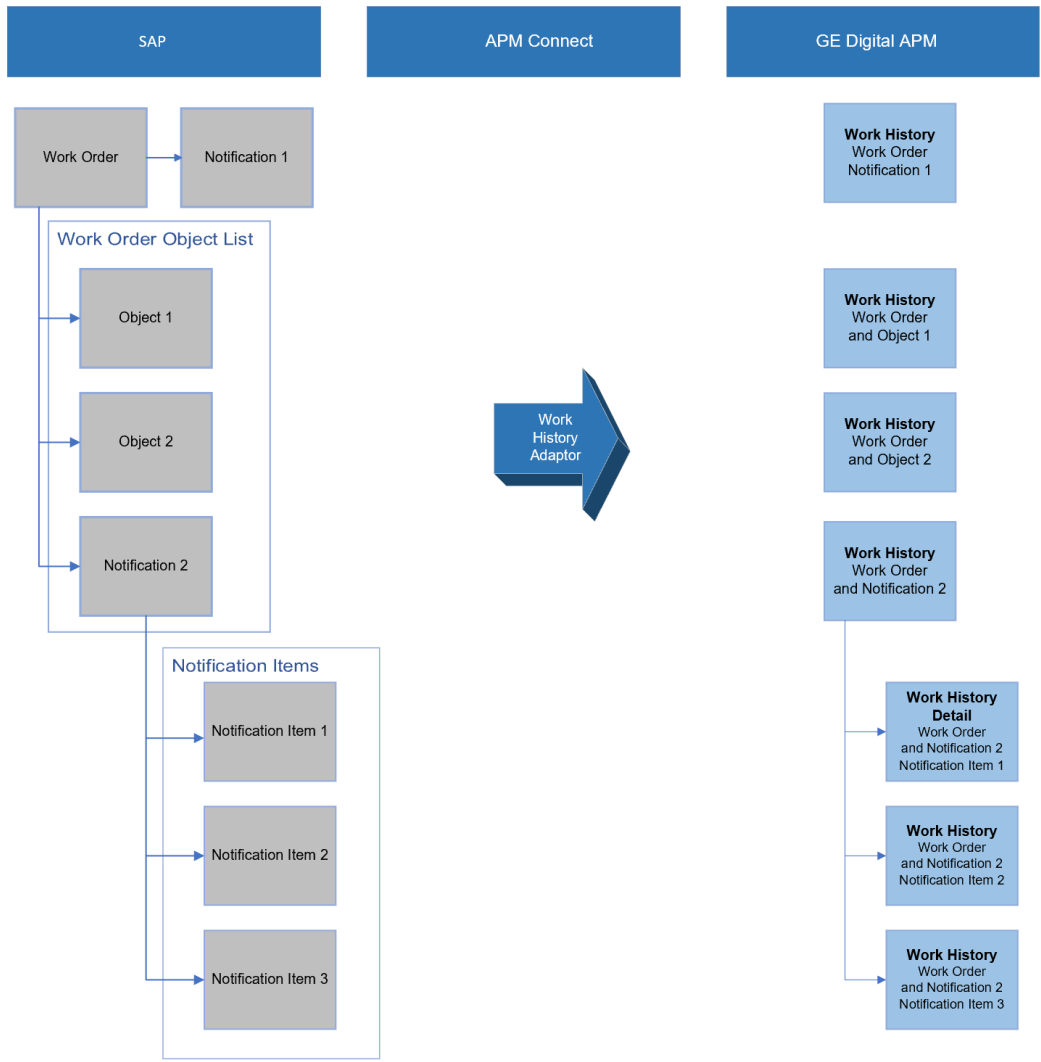 SAP
APM Connect
GE Digital APM
Work Order
Notification 1
Work History
Work Order
Notification 1
Work Order Object List
Object 1
Work History
Work Order
and Object 1
Object 2
Work
History
Adaptor
Work History
Work Order
and Object 2
Notification 2
Work History
Work Order
and Notification 2
Notification Items
Notification Item 1
Work History
Detail
Work Order
and Notification 2
Notification Item 1
Notification Item 2
Work History
Work Order
and Notification 2
Notification Item 2
Notification Item 3
Work History
Work Order
and Notification 2
Notification Item 3